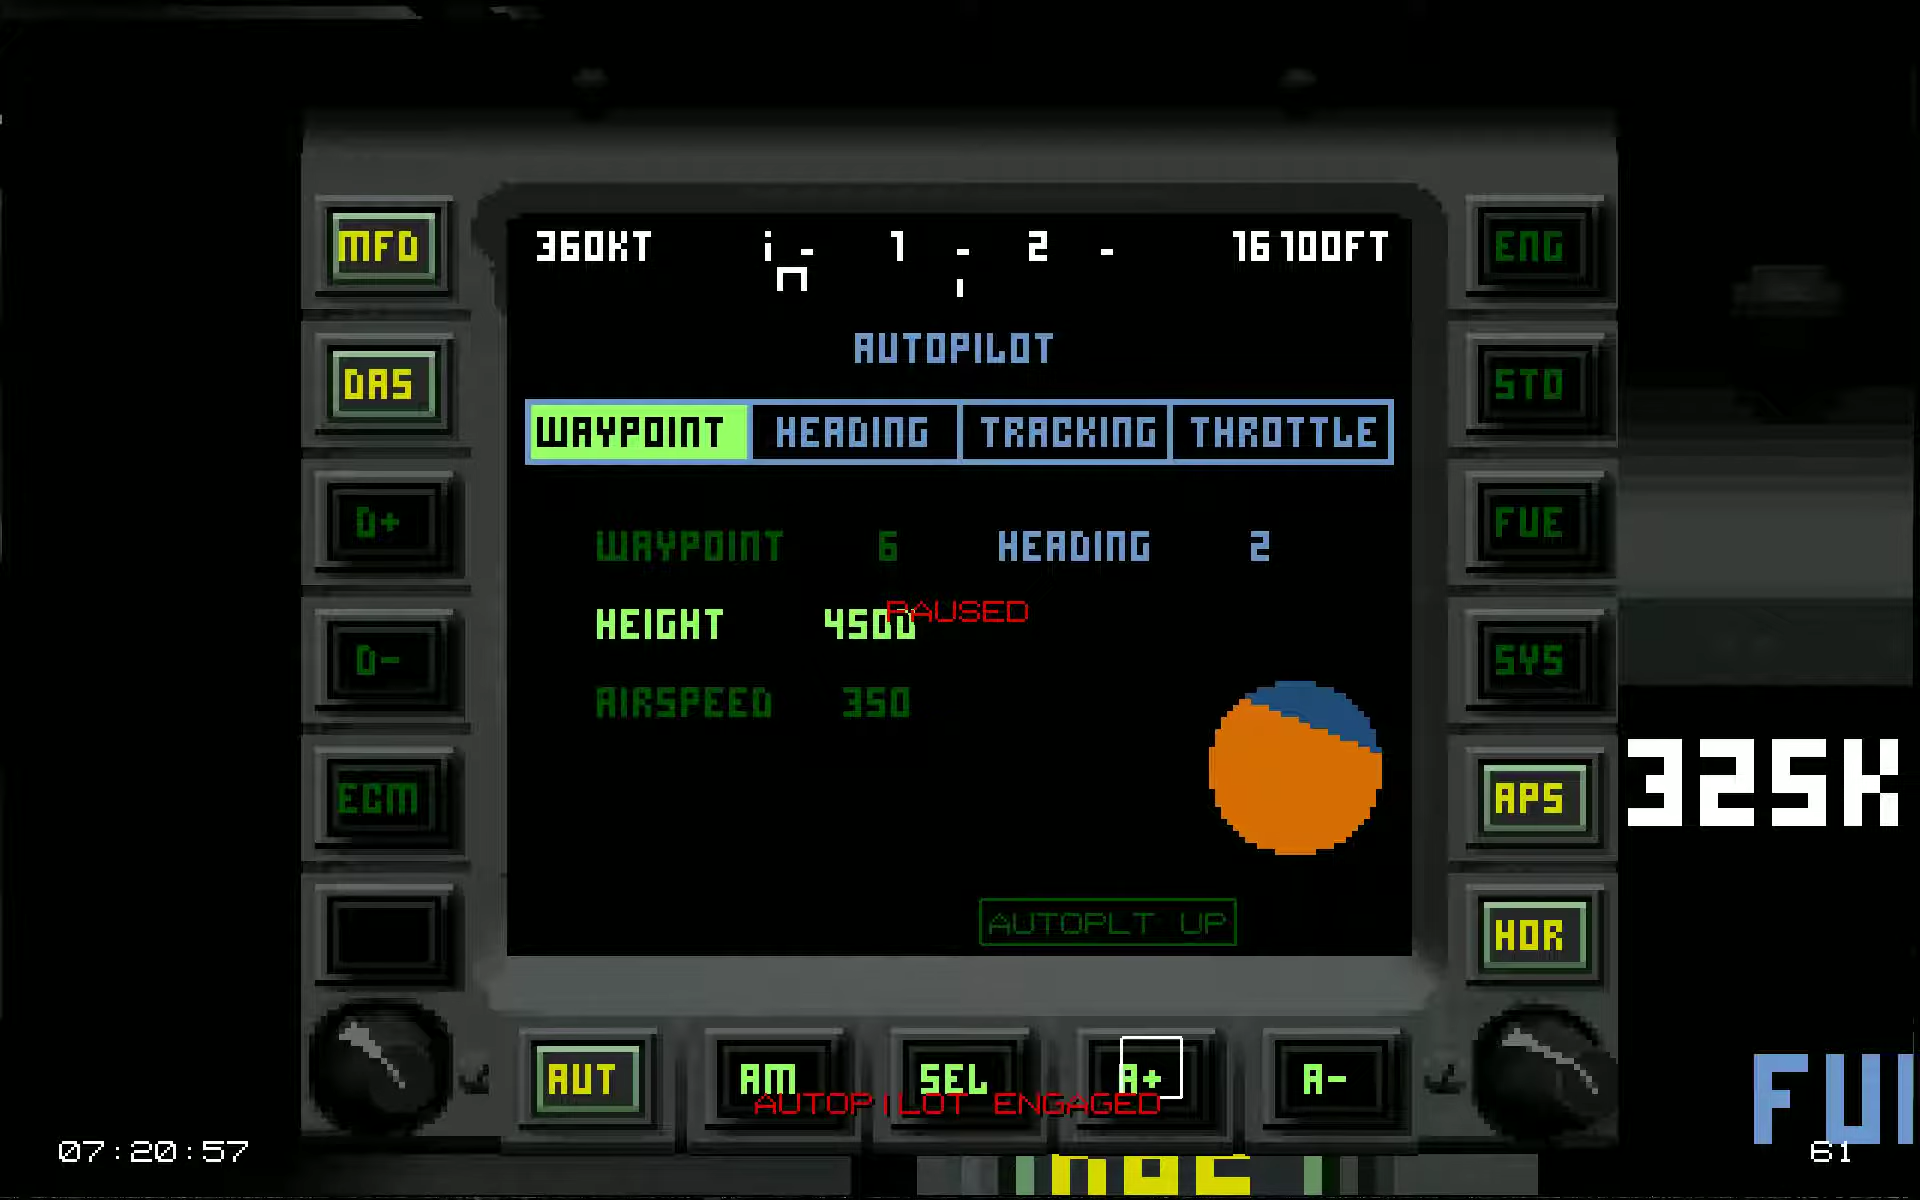 MFD
DAS
D+
D-
ECM
360KT
i - 1 - 2 -
16100FT
AUTOPILOT
WAYPOINT HEADING TRACKING THROTTLE
WAYPOINT 6 HEADING 2
PAUSED
HEIGHT 4500
AIRSPEED 350
AUTOPLT UP
ENG
STO
FUE
SYS
APS
HOR
325K
AUT AM SEL A+ A-
AUTOPILOT ENGAGED
07:20:57
FU
61